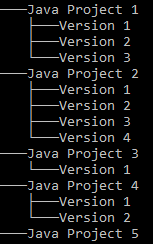 Java Project 1
Version 1
Version 2
Version 3
Java Project 2
Version 1
Version 2
Version 3
Version 4
Java Project 3
Version 1
Java Project 4
Version 1
Version 2
Java Project 5